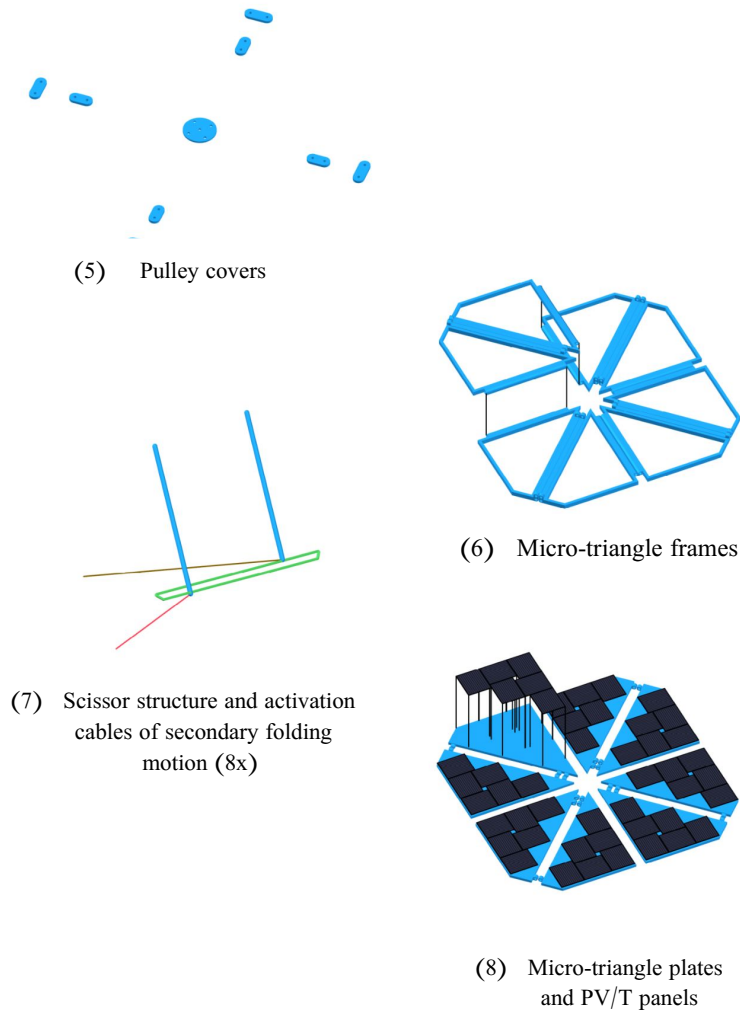 (5) Pulley covers
(6) Micro-triangle frames
(7) Scissor structure and activation
cables of secondary folding
motion (8x)
(8) Micro-triangle plates
and PV/T panels